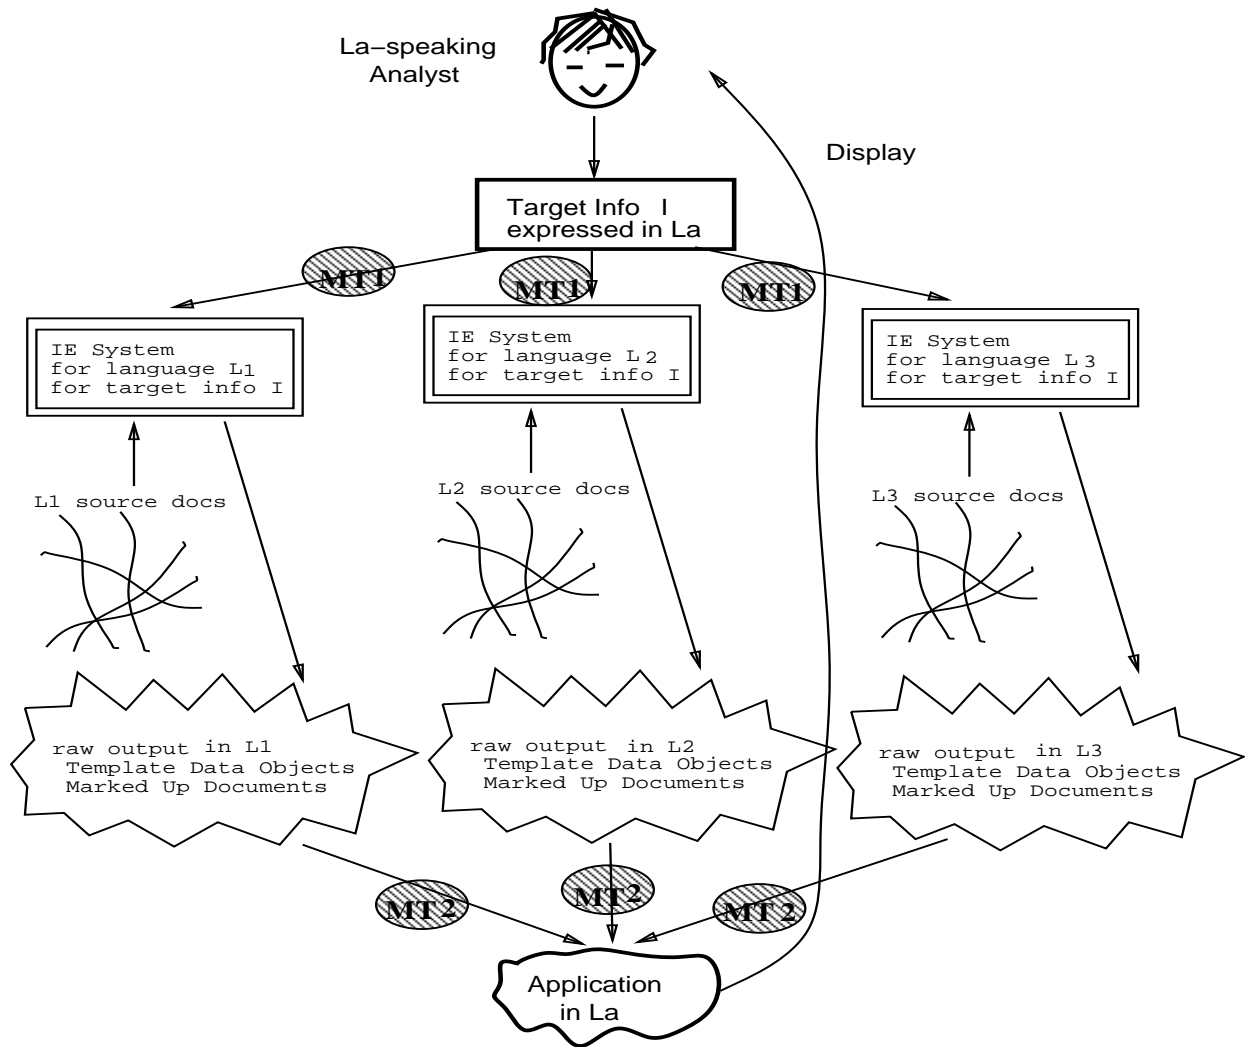 La-speaking
Analyst
Display
Target Info I
expressed in La
MT1
MT1
MT1
IE System
for language L1
for target info I
IE System
for language L2
for target info I
IE System
for language L3
for target info I
L1 source docs
L2 source docs
L3 source docs
raw output in L1
Template Data Objects
Marked Up Documents
raw output in L2
Template Data Objects
Marked Up Documents
raw output in L3
Template Data Objects
Marked Up Documents
MT2
MT2
MT2
Application
in La